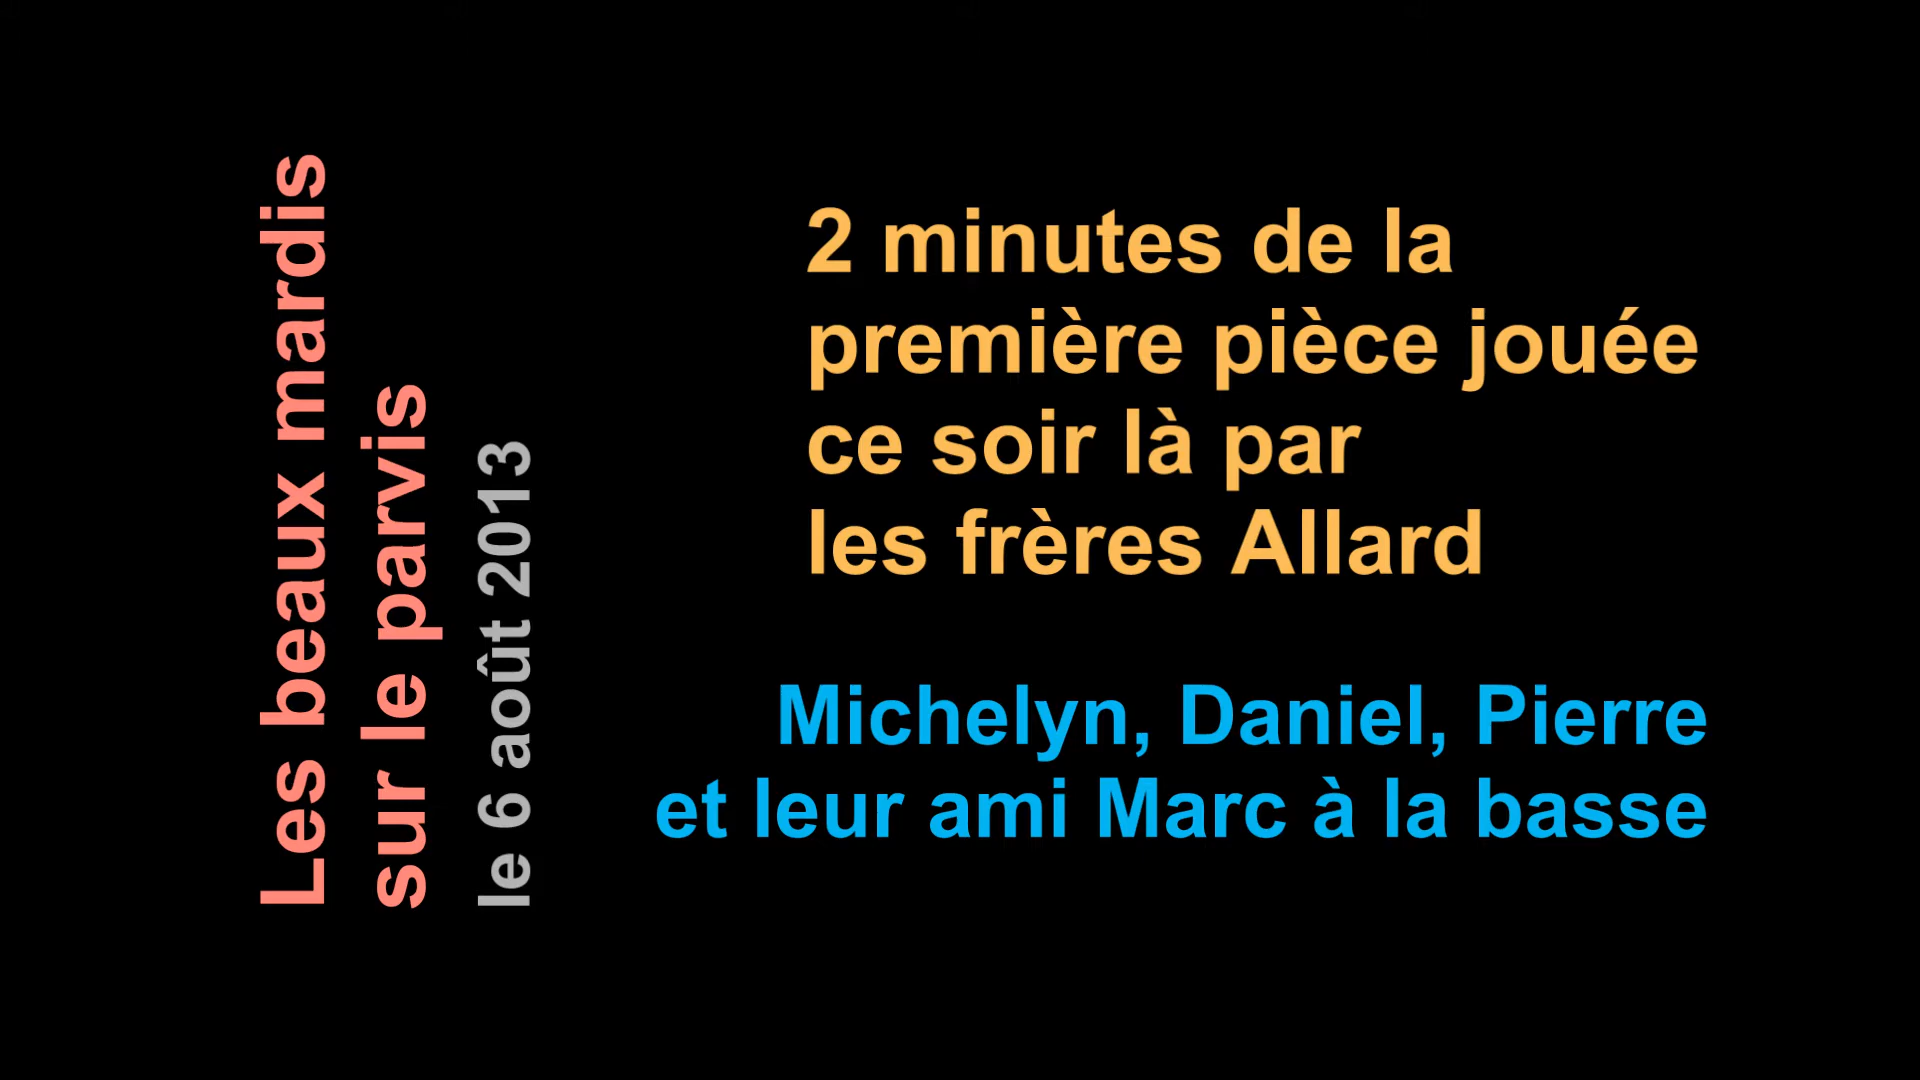 Les beaux mardis
sur le parvis
le 6 août 2013
2 minutes de la
première pièce jouée
ce soir là par
les frères Allard
Michelyn, Daniel, Pierre
et leur ami Marc à la basse